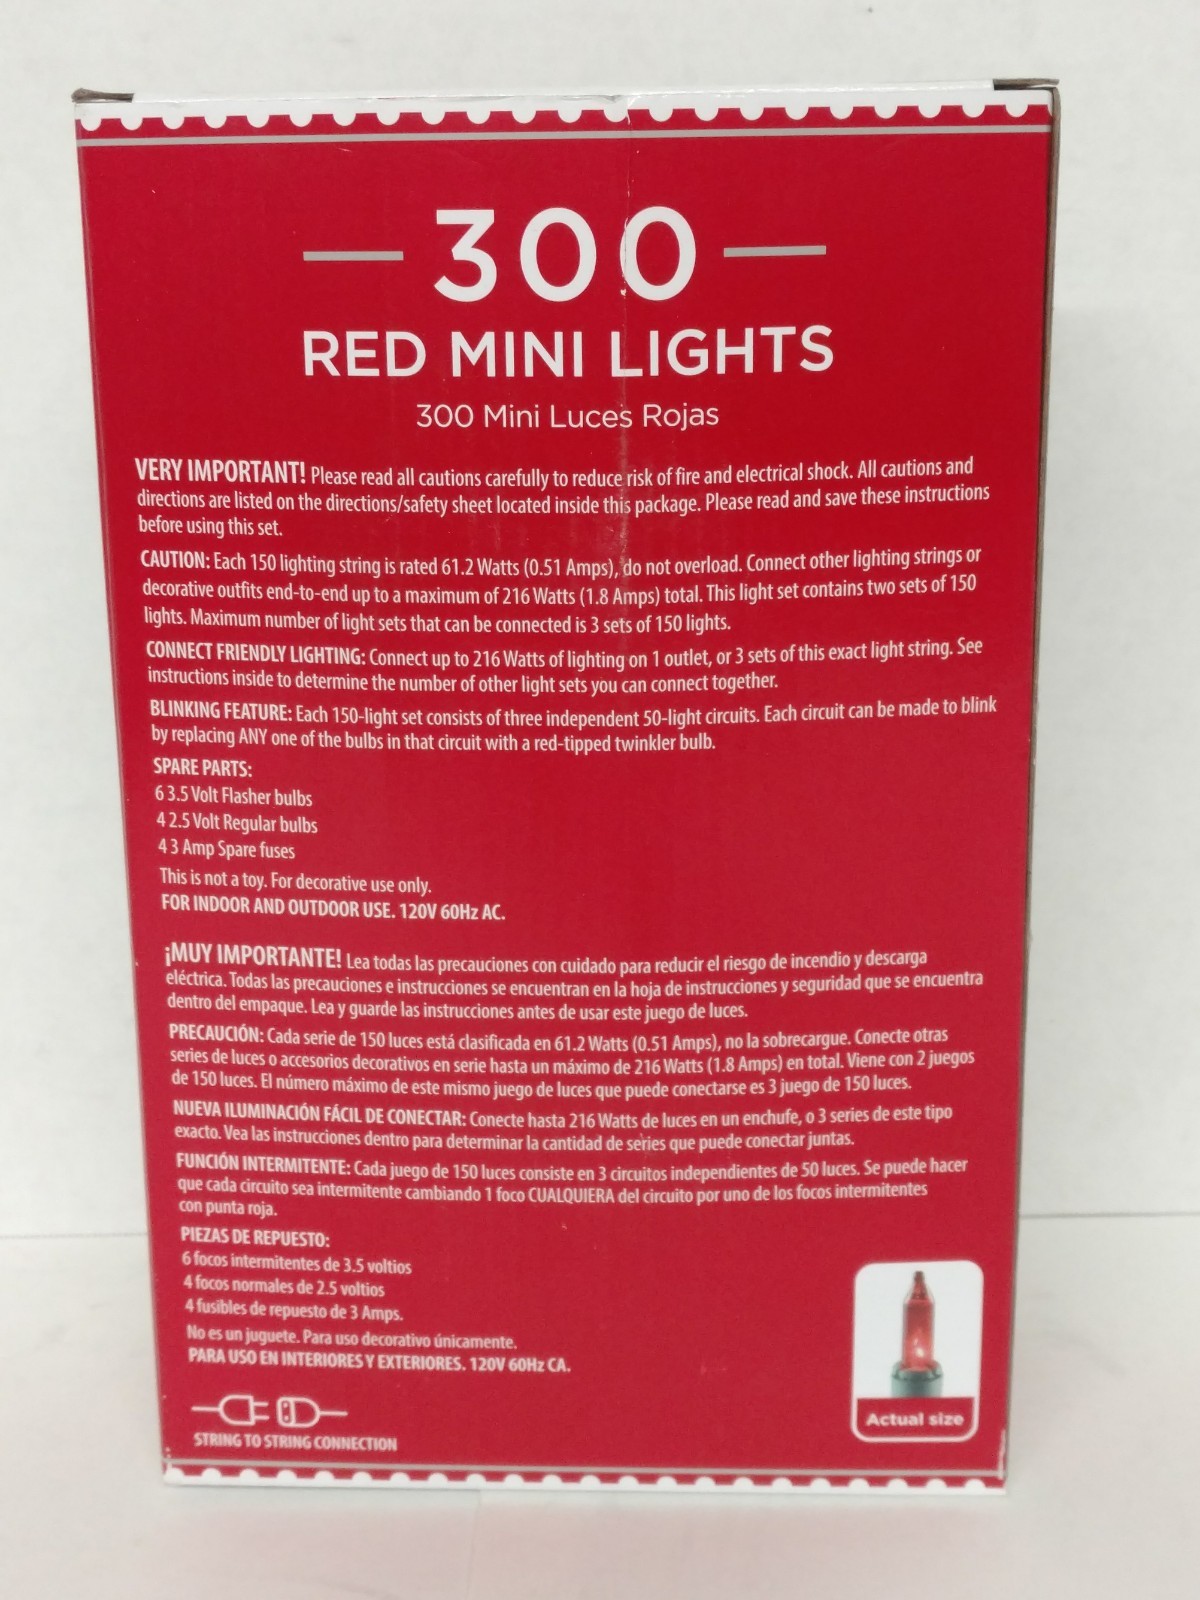 300
RED MINI LIGHTS
300 Mini Luces Rojas
VERY IMPORTANT! Please read all cautions carefully to reduce risk of fire and electrical shock. All cautions and
directions are listed on the directions/safety sheet located inside this package. Please read and save these instructions
before using this set.
CAUTION: Each 150 lighting string is rated 61.2 Watts (0.51 Amps), do not overload. Connect other lighting strings or
decorative outfits end-to-end up to a maximum of 216 Watts (1.8 Amps) total. This light set contains two sets of 150
lights. Maximum number of light sets that can be connected is 3 sets of 150 lights.
CONNECT FRIENDLY LIGHTING: Connect up to 216 Watts of lighting on 1 outlet, or 3 sets of this exact light string. See
instructions inside to determine the number of other light sets you can connect together.
BLINKING FEATURE: Each 150-light set consists of three independent 50-light circuits. Each circuit can be made to blink
by replacing ANY one of the bulbs in that circuit with a red-tipped twinkler bulb.
SPARE PARTS:
6 3.5 Volt Flasher bulbs
4 2.5 Volt Regular bulbs
4 3 Amp Spare fuses
This is not a toy. For decorative use only.
FOR INDOOR AND OUTDOOR USE. 120V 60Hz AC.
¡MUY IMPORTANTE! Lea todas las precauciones con cuidado para reducir el riesgo de incendio y descarga
eléctrica. Todas las precauciones e instrucciones se encuentran en la hoja de instrucciones y seguridad que se encuentra
dentro del empaque. Lea y guarde las instrucciones antes de usar este juego de luces.
PRECAUCIÓN: Cada serie de 150 luces está clasificada en 61.2 Watts (0.51 Amps), no la sobrecargue. Conecte otras
series de luces o accesorios decorativos en serie hasta un máximo de 216 Watts (1.8 Amps) en total. Viene con 2 juegos
de 150 luces. El número máximo de este mismo juego de luces que puede conectarse es 3 juego de 150 luces.
NUEVA ILUMINACIÓN FÁCIL DE CONECTAR: Conecte hasta 216 Watts de luces en un enchufe, o 3 series de este tipo
exacto. Vea las instrucciones dentro para determinar la cantidad de series que puede conectar juntas.
FUNCIÓN INTERMITENTE: Cada juego de 150 luces consiste en 3 circuitos independientes de 50 luces. Se puede hacer
que cada circuito sea intermitente cambiando 1 foco CUALQUIERA del circuito por uno de los focos intermitentes
con punta roja.
PIEZAS DE REPUESTO:
6 focos intermitentes de 3.5 voltios
4 focos normales de 2.5 voltios
4 fusibles de repuesto de 3 Amps.
No es un juguete. Para uso decorativo únicamente.
PARA USO EN INTERIORES Y EXTERIORES. 120V 60Hz CA.
STRING TO STRING CONNECTION
Actual size